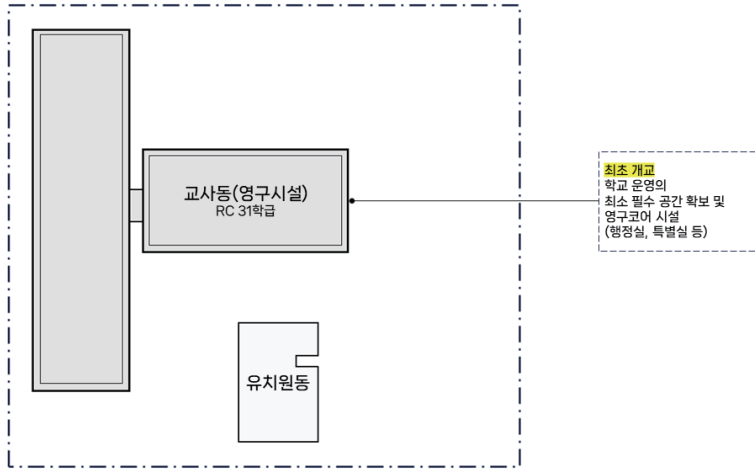 교사동(영구시설)
RC 31학급
유치원동
최초 개교
학교 운영의
최소 필수 공간 확보 및
영구코어 시설
(행정실, 특별실 등)